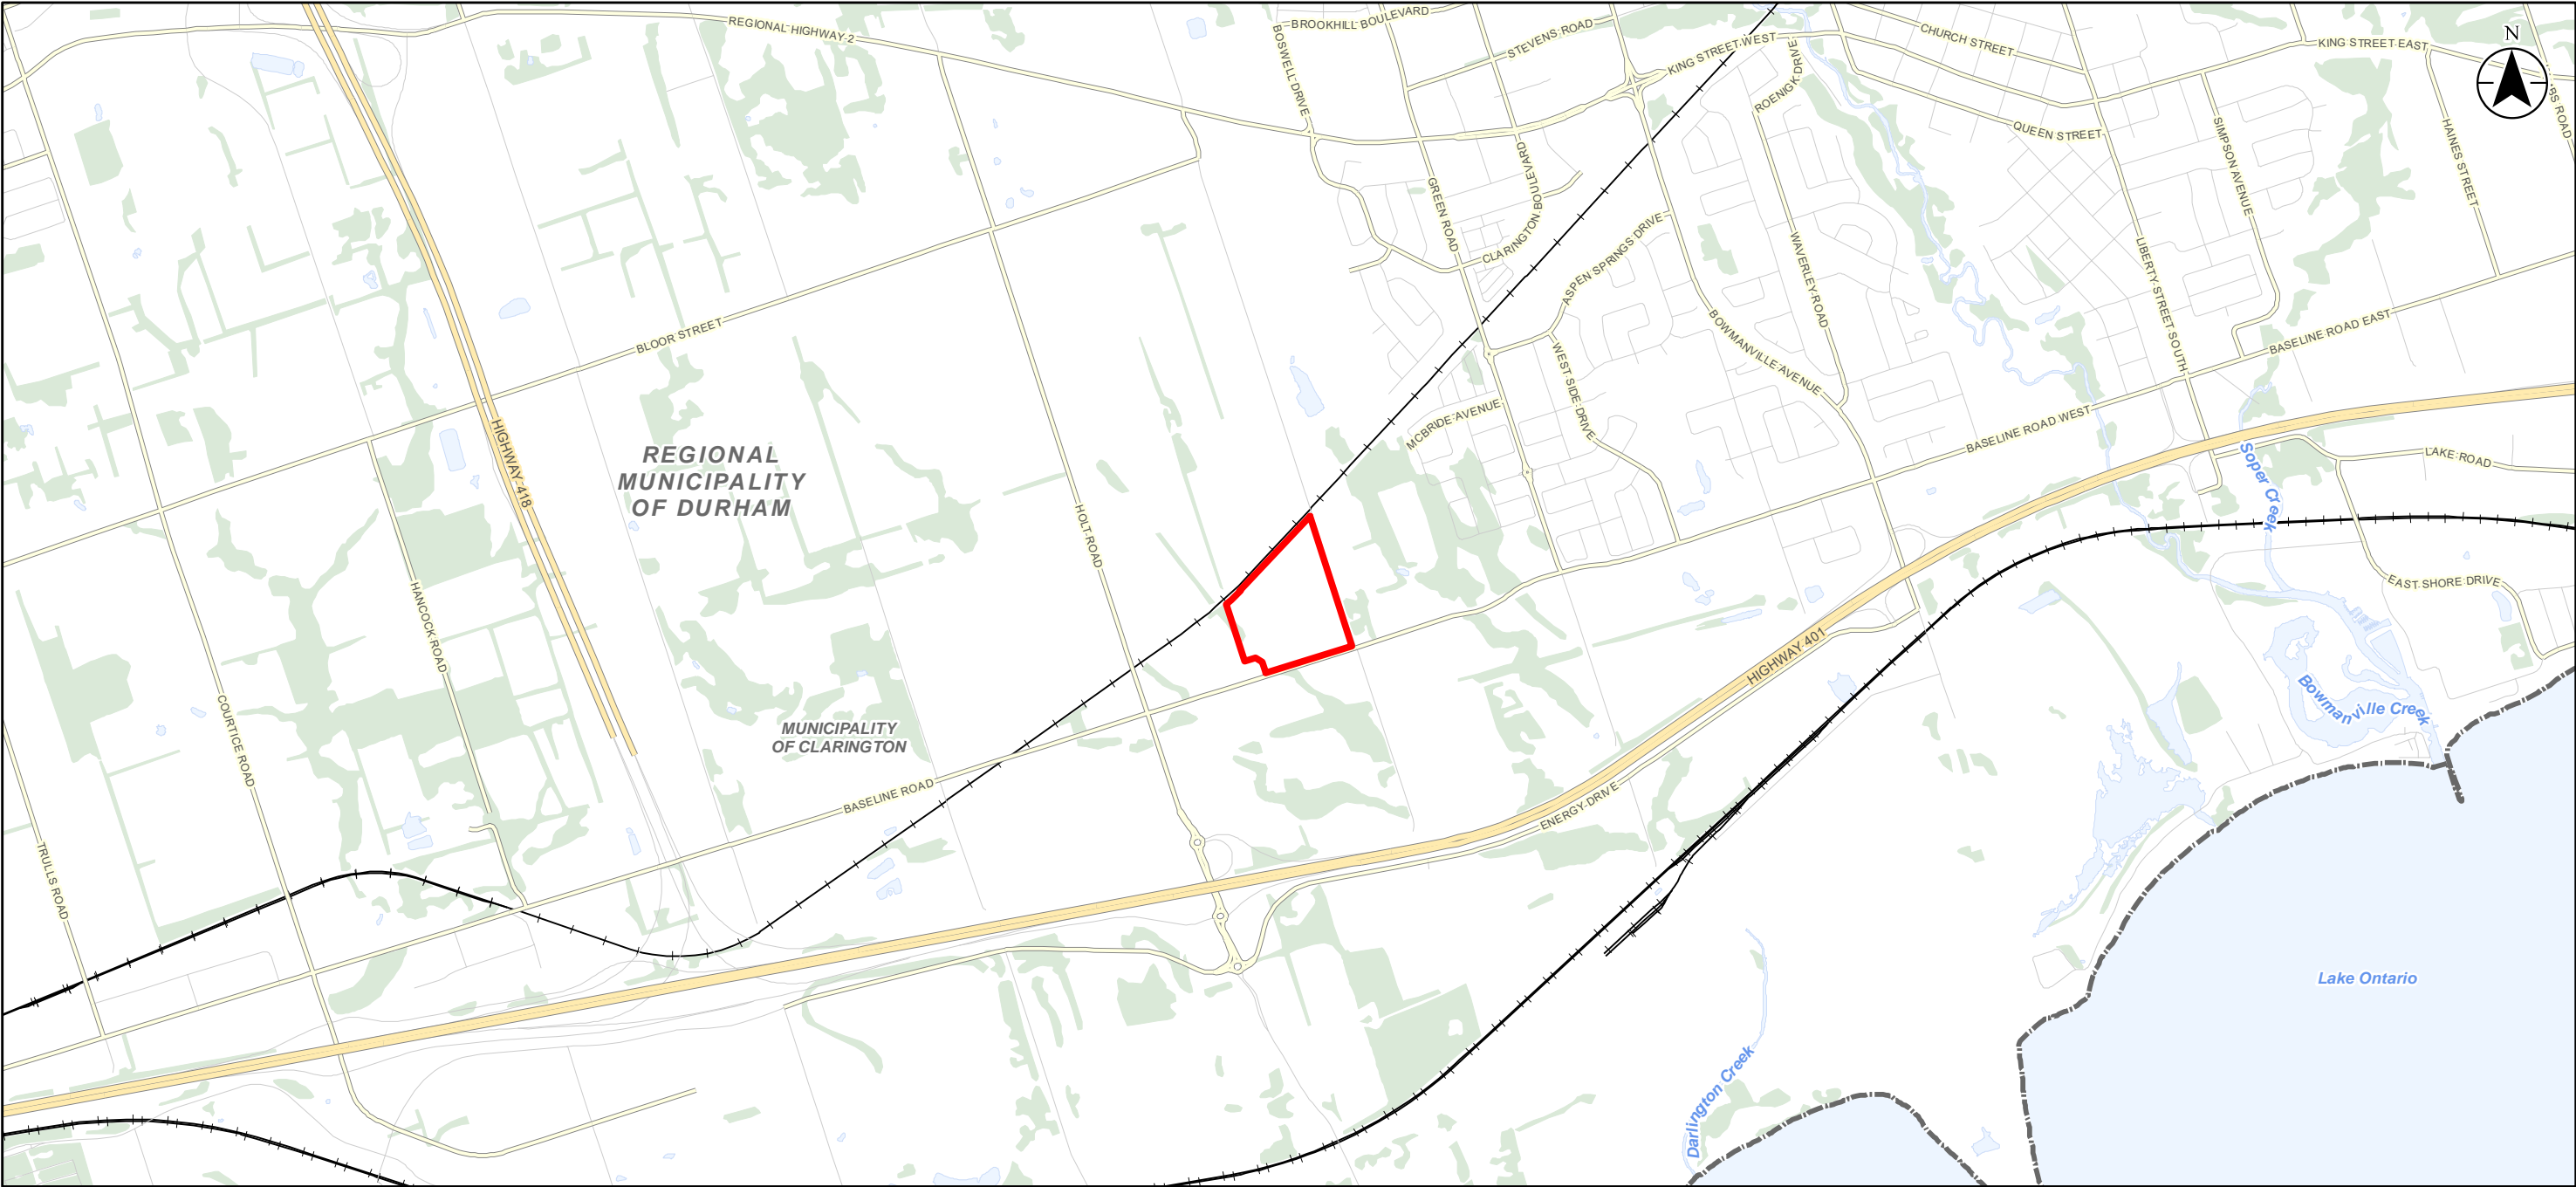 REGIONAL HIGHWAY 2
BROOKHILL BOULEVARD
BOSWELL DRIVE
STEVENS ROAD
KING STREET WEST
ROENIGK DRIVE
CHURCH STREET
KING STREET EAST
N
QUEEN STREET
SIMPSON AVENUE
HAINES STREET
BS ROAD
GREEN ROAD
CLARINGTON BOULEVARD
ASPEN SPRINGS DRIVE
WAVERLEY ROAD
LIBERTY STREET SOUTH
BLOOR STREET
WEST SIDE DRIVE
BOWMANVILLE AVENUE
BASELINE ROAD EAST
MCBRIDE AVENUE
BASELINE ROAD WEST
HIGHWAY 418
REGIONAL
MUNICIPALITY
OF DURHAM
HOLT ROAD
Soper Creek
LAKE ROAD
HANCOCK ROAD
EAST SHORE DRIVE
HIGHWAY 401
COURTICE ROAD
MUNICIPALITY
OF CLARINGTON
Bowmanville Creek
BASELINE ROAD
ENERGY DRIVE
TRULLS ROAD
Lake Ontario
Darlington Creek